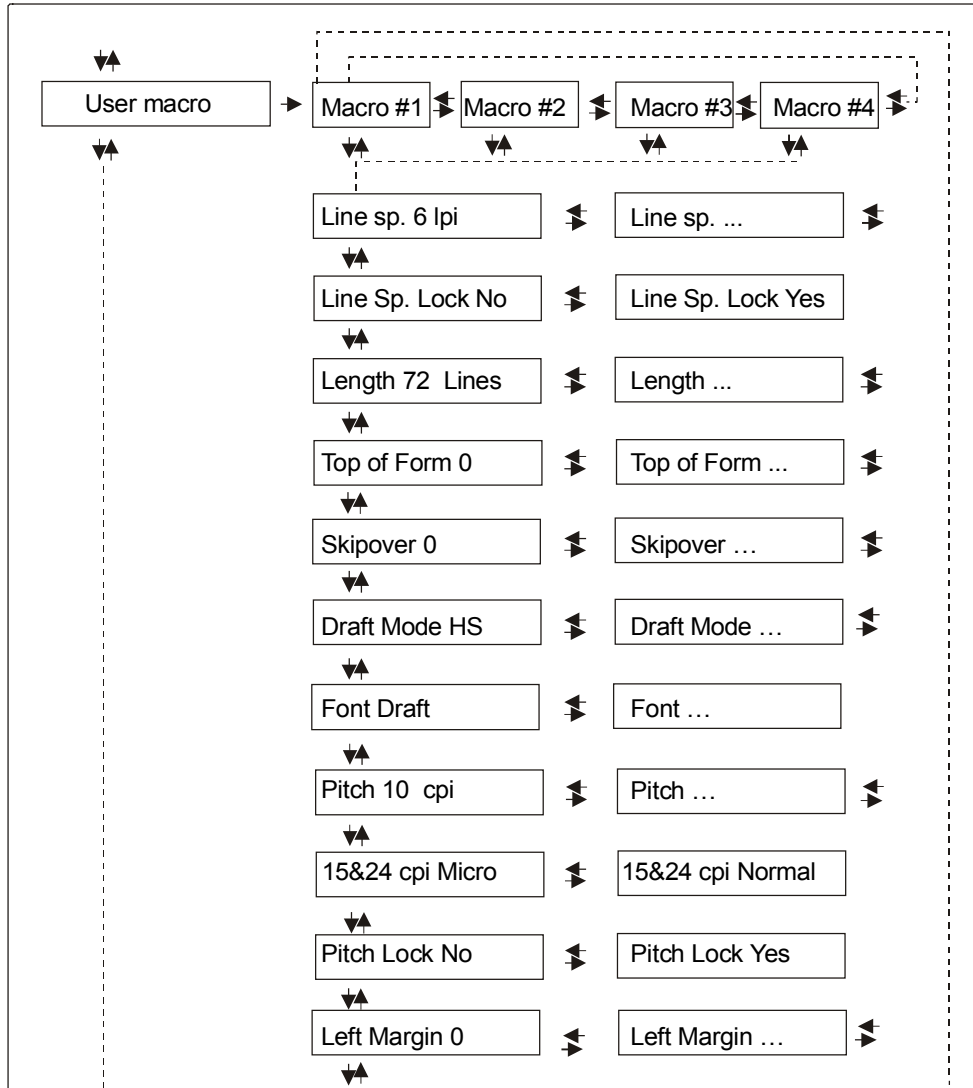 User macro Macro #1 Macro #2 Macro #3 Macro #4
Line sp. 6 lpi Line sp. ...
Line Sp. Lock No Line Sp. Lock Yes
Length 72 Lines Length ...
Top of Form 0 Top of Form ...
Skipover 0 Skipover …
Draft Mode HS Draft Mode …
Font Draft Font …
Pitch 10 cpi Pitch …
15&24 cpi Micro 15&24 cpi Normal
Pitch Lock No Pitch Lock Yes
Left Margin 0 Left Margin …